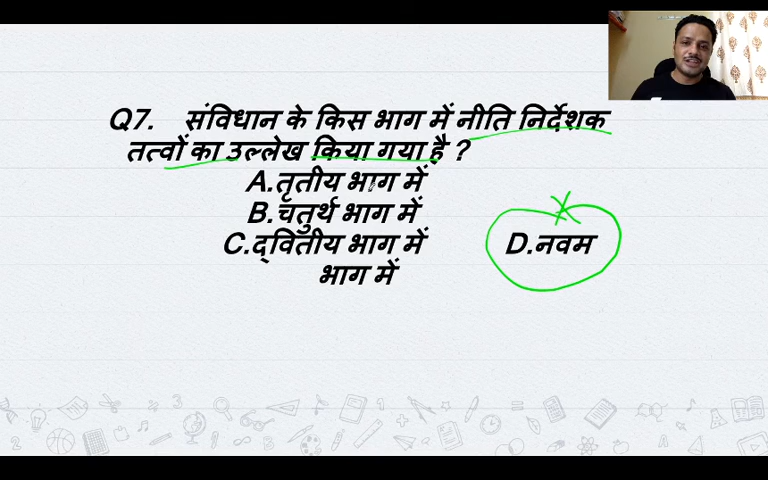 Q7. संविधान के किस भाग में नीति निर्देशक
तत्वों का उल्लेख किया गया है ?
A.तृतीय भाग में
B.चतुर्थ भाग में
C.द्वितीय भाग में D.नवम
भाग में